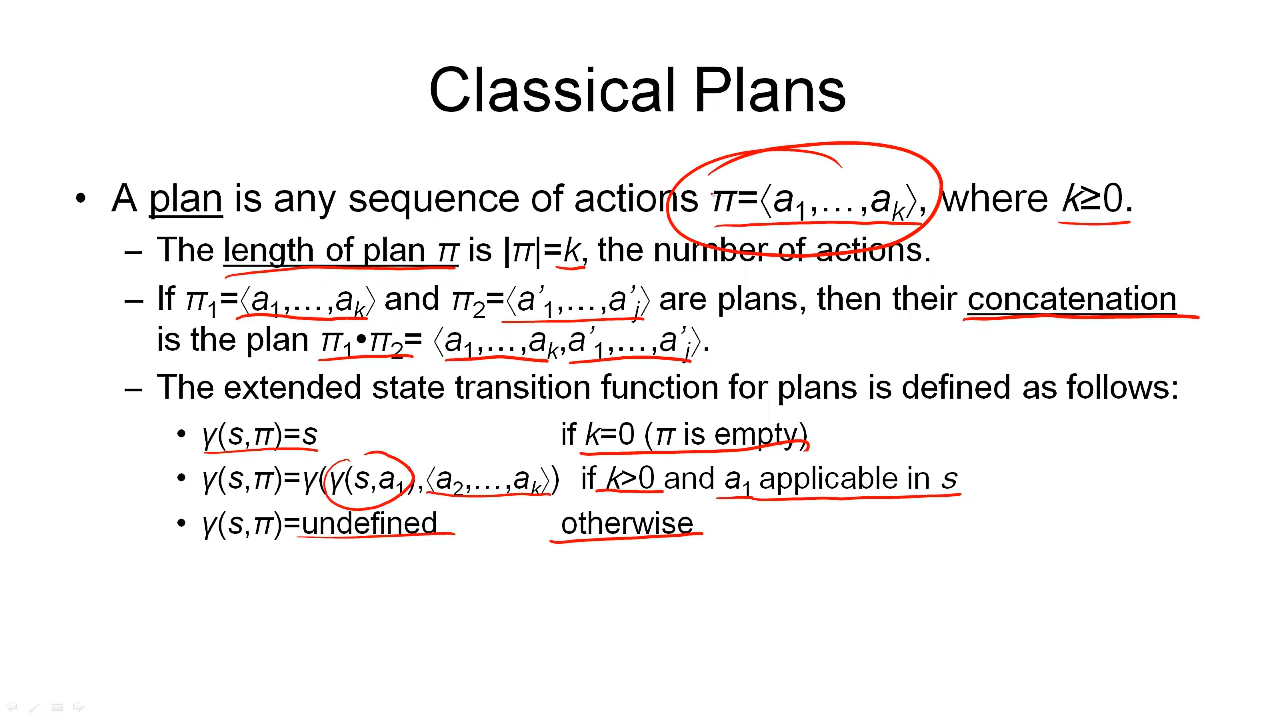 Classical Plans
• A plan is any sequence of actions π=⟨a₁,…,aₖ⟩, where k≥0.
– The length of plan π is |π|=k, the number of actions.
– If π₁=⟨a₁,…,aₖ⟩ and π₂=⟨a’₁,…,a’ⱼ⟩ are plans, then their concatenation
is the plan π₁•π₂= ⟨a₁,…,aₖ,a’₁,…,a’ⱼ⟩.
– The extended state transition function for plans is defined as follows:
• γ(s,π)=s if k=0 (π is empty)
• γ(s,π)=γ(γ(s,a₁),⟨a₂,…,aₖ⟩) if k>0 and a₁ applicable in s
• γ(s,π)=undefined otherwise